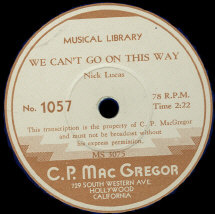 MUSICAL LIBRARY
WE CAN'T GO ON THIS WAY
Nick Lucas
No. 1057
78 R.P.M.
Time: 2:22
This transcription is the property of C. P. MacGregor
and must not be broadcast without
his express permission.
MS 3075
C.P. MAC GREGOR
729 SOUTH WESTERN AVE.
HOLLYWOOD
CALIFORNIA